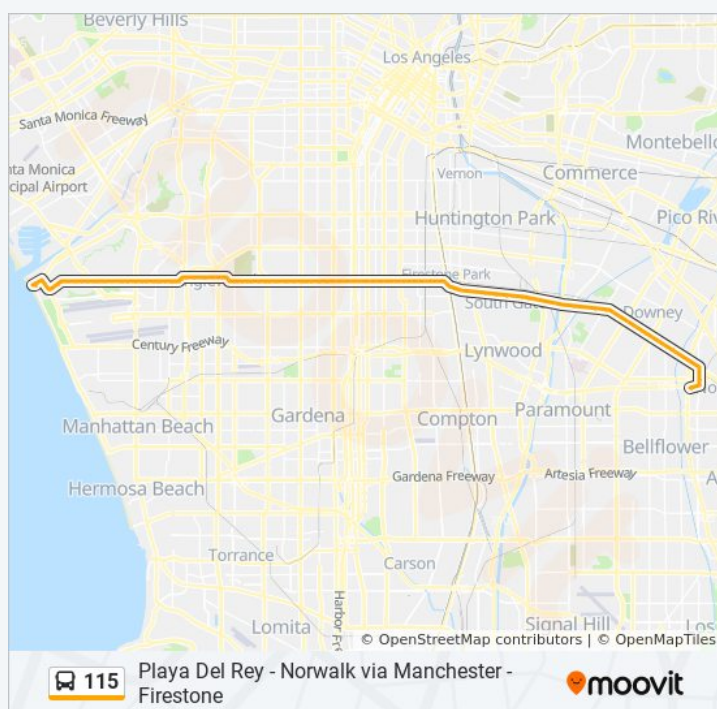 Beverly Hills
Los Angeles
Santa Monica Freeway
Montebello
nta Monica
cipal Airport
Vernon
Commerce
Huntington Park
Pico Riv
Firestone Park
South Gat
Downey
Century Freeway
Lynwood
Gardena
Compton
Paramount
Manhattan Beach
Bellflower
Gardena Freeway
Artesia Freeway
Hermosa Beach
Torrance
Carson
Harbor Fr
Lomita
Signal Hill
Los
© OpenStreetMap contributors | © OpenMapTiles
115
Playa Del Rey - Norwalk via Manchester -
Firestone
moovit